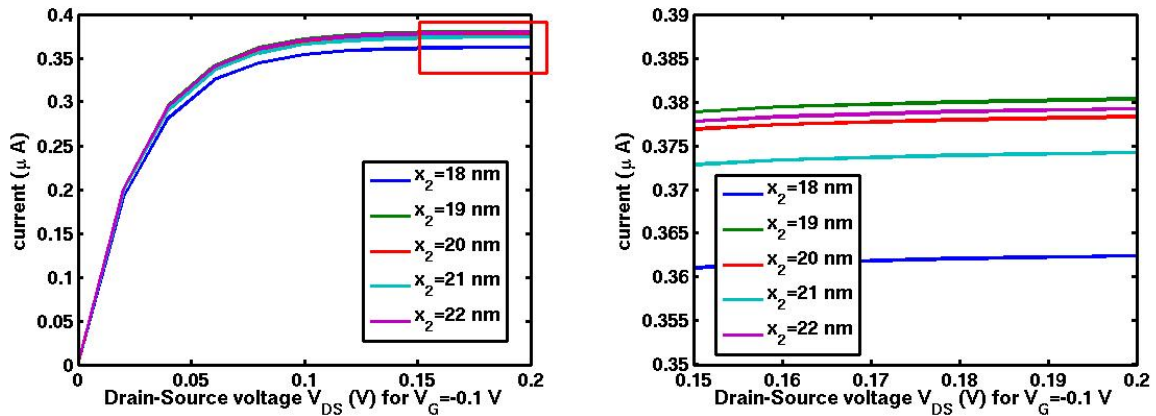 0.4
0.35
0.3
0.25
0.2
0.15
0.1
0.05
0
current (μ A)
x2=18 nm
x2=19 nm
x2=20 nm
x2=21 nm
x2=22 nm
0 0.05 0.1 0.15 0.2
Drain-Source voltage VDS (V) for VG=-0.1 V
0.39
0.385
0.38
0.375
0.37
0.365
0.36
0.355
0.35
current (μ A)
x2=18 nm
x2=19 nm
x2=20 nm
x2=21 nm
x2=22 nm
0.15 0.16 0.17 0.18 0.19 0.2
Drain-Source voltage VDS (V) for VG=-0.1 V